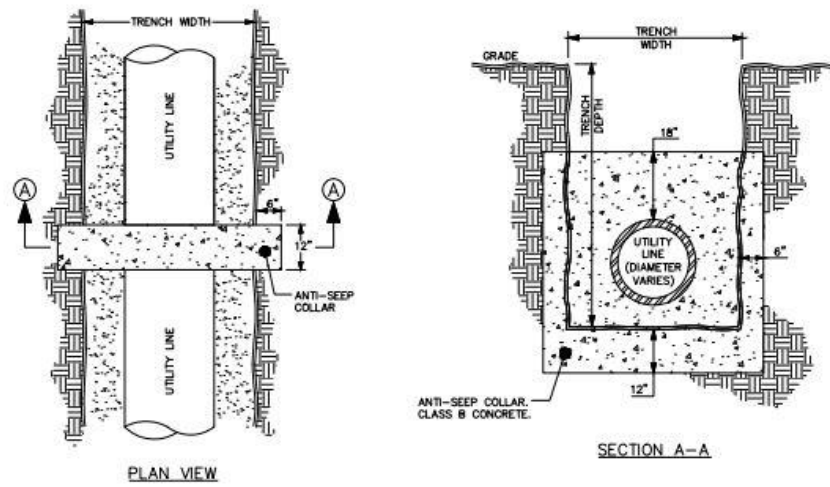 TRENCH WIDTH
UTILITY LINE
A
A
6"
12"
ANTI-SEEP
COLLAR
UTILITY LINE
PLAN VIEW
TRENCH
WIDTH
GRADE
TRENCH
DEPTH
18"
UTILITY
LINE
(DIAMETER
VARIES)
6"
12"
ANTI-SEEP COLLAR.
CLASS B CONCRETE.
SECTION A-A